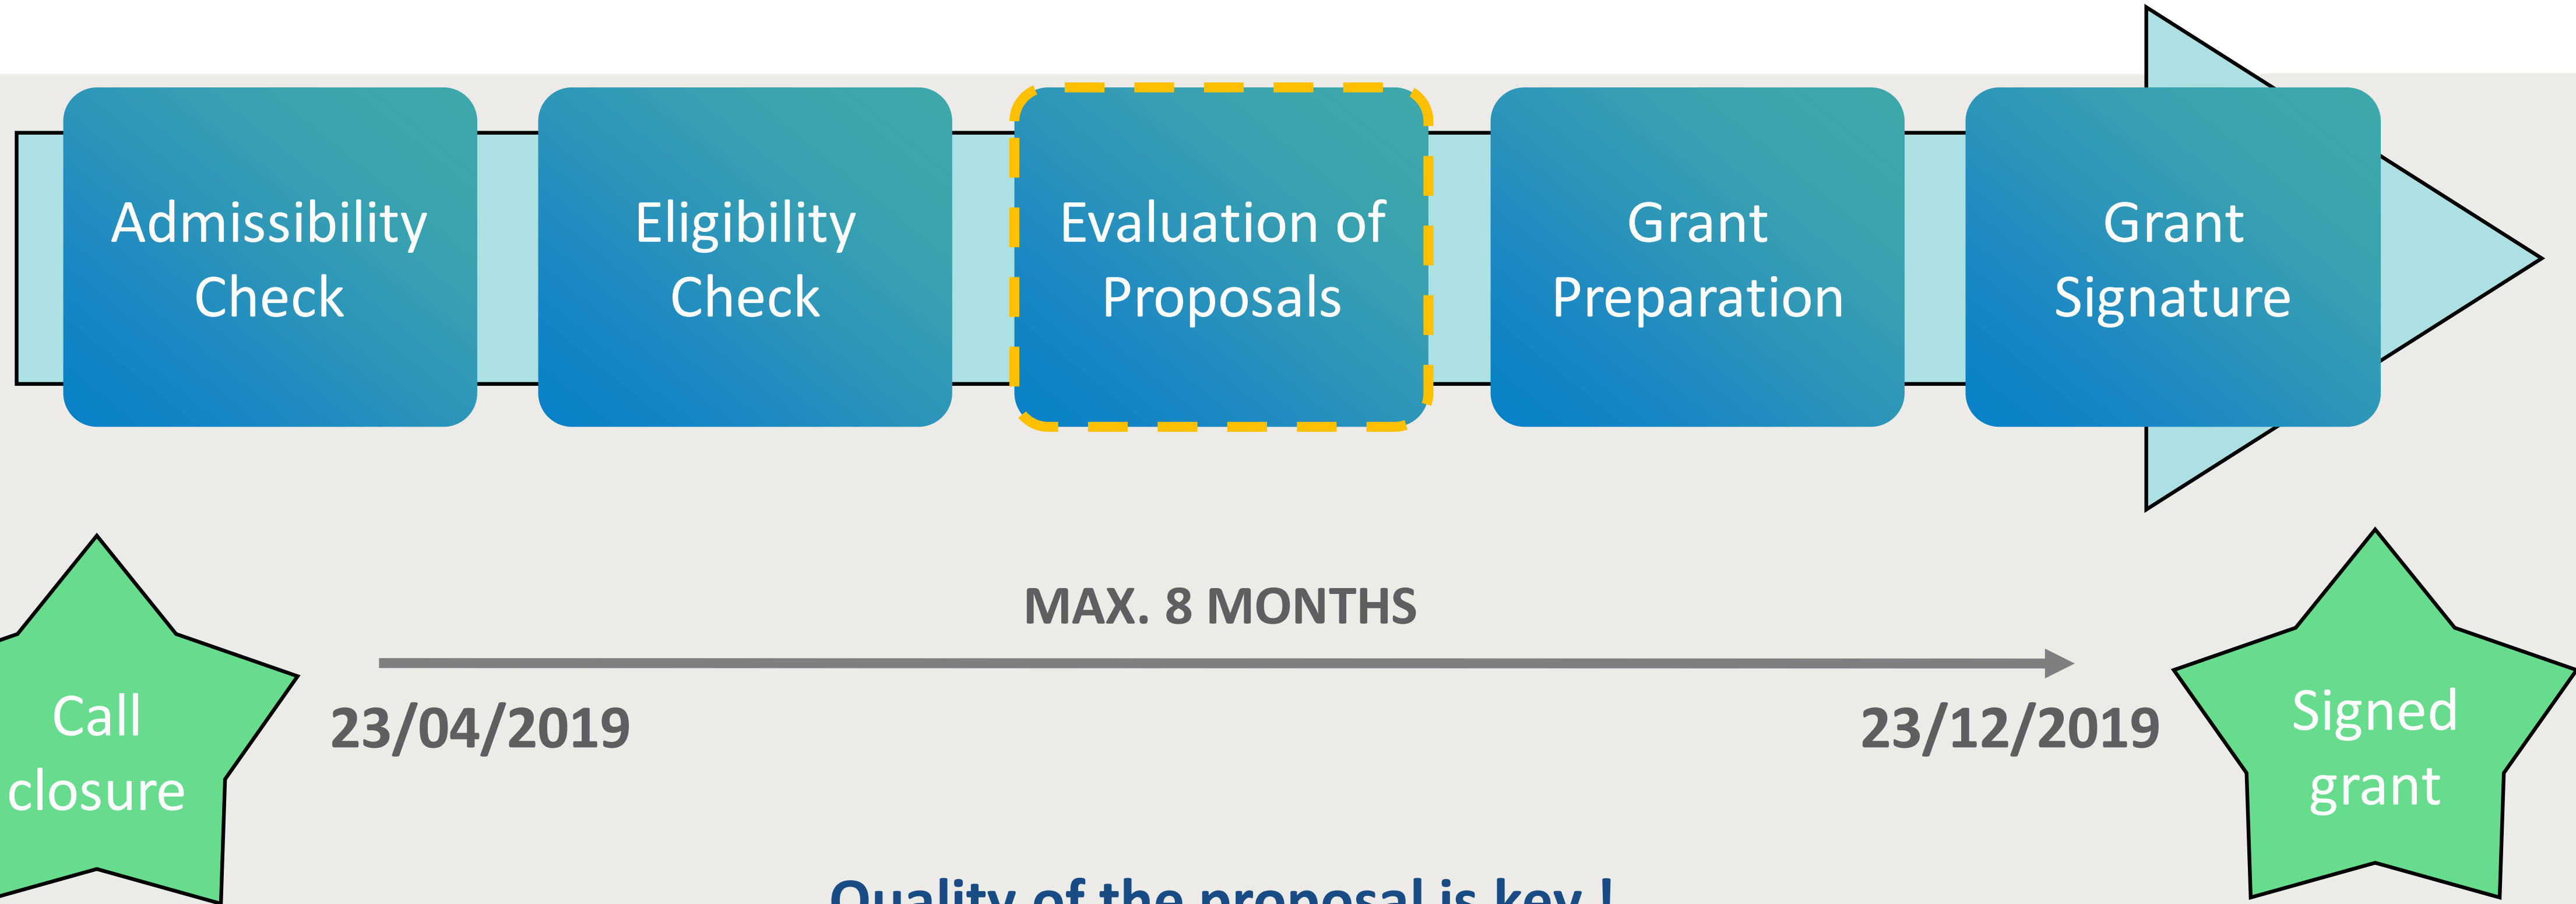 Admissibility
Check
Eligibility
Check
Evaluation of
Proposals
Grant
Preparation
Grant
Signature
MAX. 8 MONTHS
Call
closure
23/04/2019
23/12/2019
Signed
grant
Quality of the proposal is key !